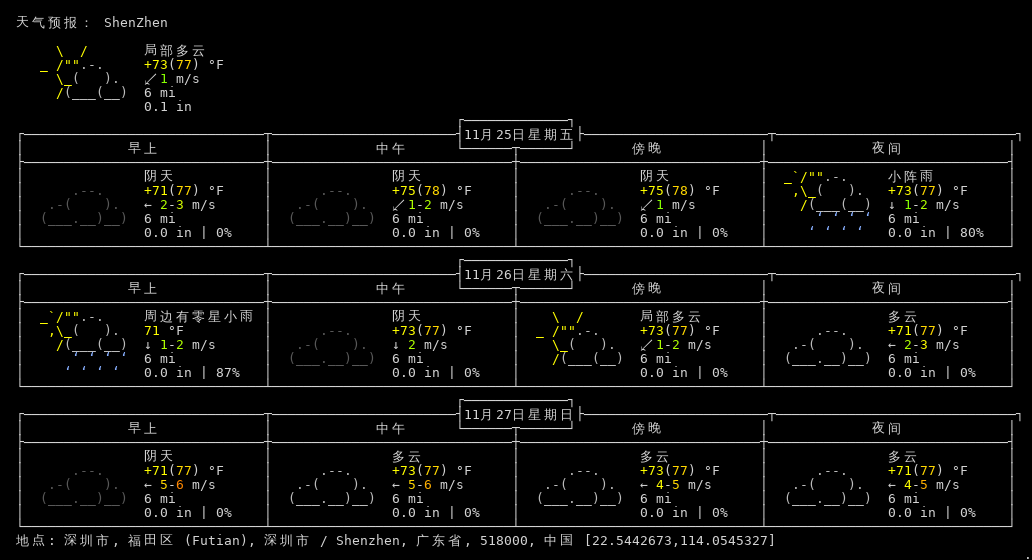 天气预报： ShenZhen
局部多云
+73(77) °F
↙ 1 m/s
6 mi
0.1 in
11月25日星期五
早上 中午 傍晚 夜间
阴天 阴天 阴天 小阵雨
+71(77) °F +75(78) °F +75(78) °F +73(77) °F
← 2-3 m/s ↙ 1-2 m/s ↙ 1 m/s ↓ 1-2 m/s
6 mi 6 mi 6 mi 6 mi
0.0 in | 0% 0.0 in | 0% 0.0 in | 0% 0.0 in | 80%
11月26日星期六
早上 中午 傍晚 夜间
周边有零星小雨 阴天 局部多云 多云
71 °F +73(77) °F +73(77) °F +71(77) °F
↓ 1-2 m/s ↓ 2 m/s ↙ 1-2 m/s ← 2-3 m/s
6 mi 6 mi 6 mi 6 mi
0.0 in | 87% 0.0 in | 0% 0.0 in | 0% 0.0 in | 0%
11月27日星期日
早上 中午 傍晚 夜间
阴天 多云 多云 多云
+71(77) °F +73(77) °F +73(77) °F +71(77) °F
← 5-6 m/s ← 5-6 m/s ← 4-5 m/s ← 4-5 m/s
6 mi 6 mi 6 mi 6 mi
0.0 in | 0% 0.0 in | 0% 0.0 in | 0% 0.0 in | 0%
地点: 深圳市, 福田区 (Futian), 深圳市 / Shenzhen, 广东省, 518000, 中国 [22.5442673,114.0545327]